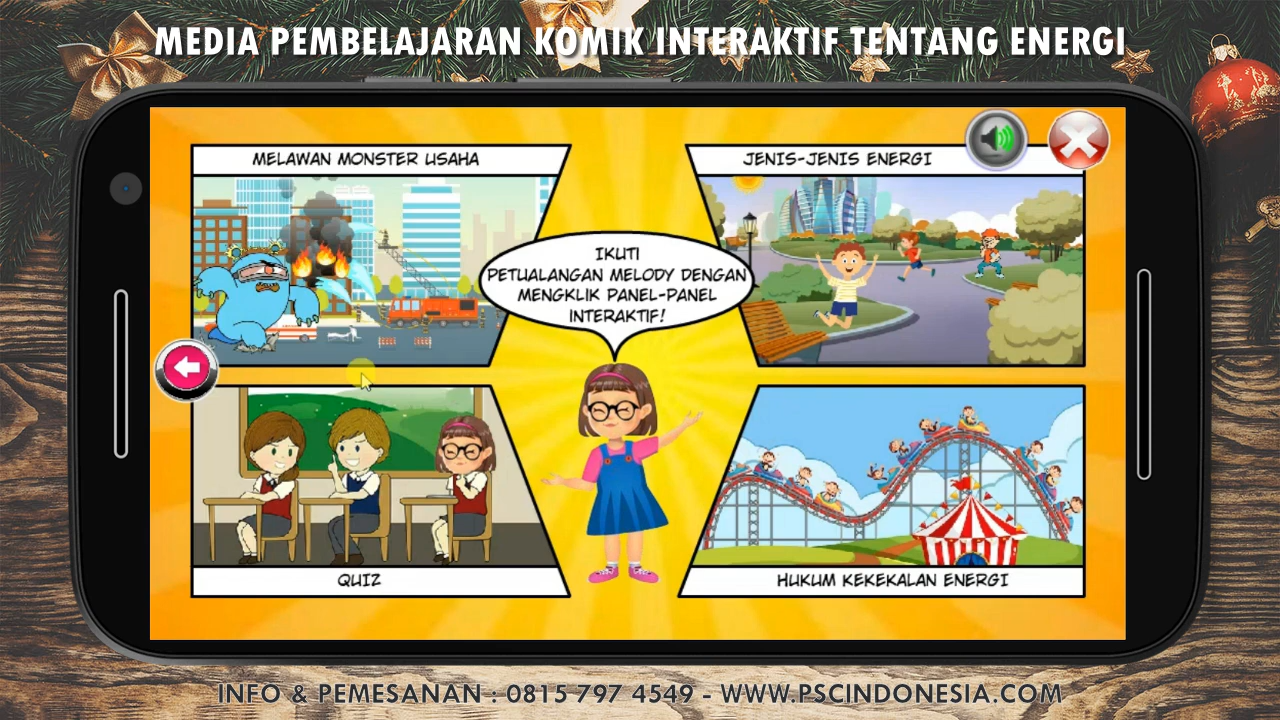 MEDIA PEMBELAJARAN KOMIK INTERAKTIF TENTANG ENERGI
MELAWAN MONSTER USAHA
JENIS-JENIS ENERGI
IKUTI
PETUALANGAN MELODY DENGAN
MENGKLIK PANEL-PANEL
INTERAKTIF!
QUIZ
HUKUM KEKEKALAN ENERGI
INFO & PEMESANAN : 0815 797 4549 - WWW.PSCINDONESIA.COM